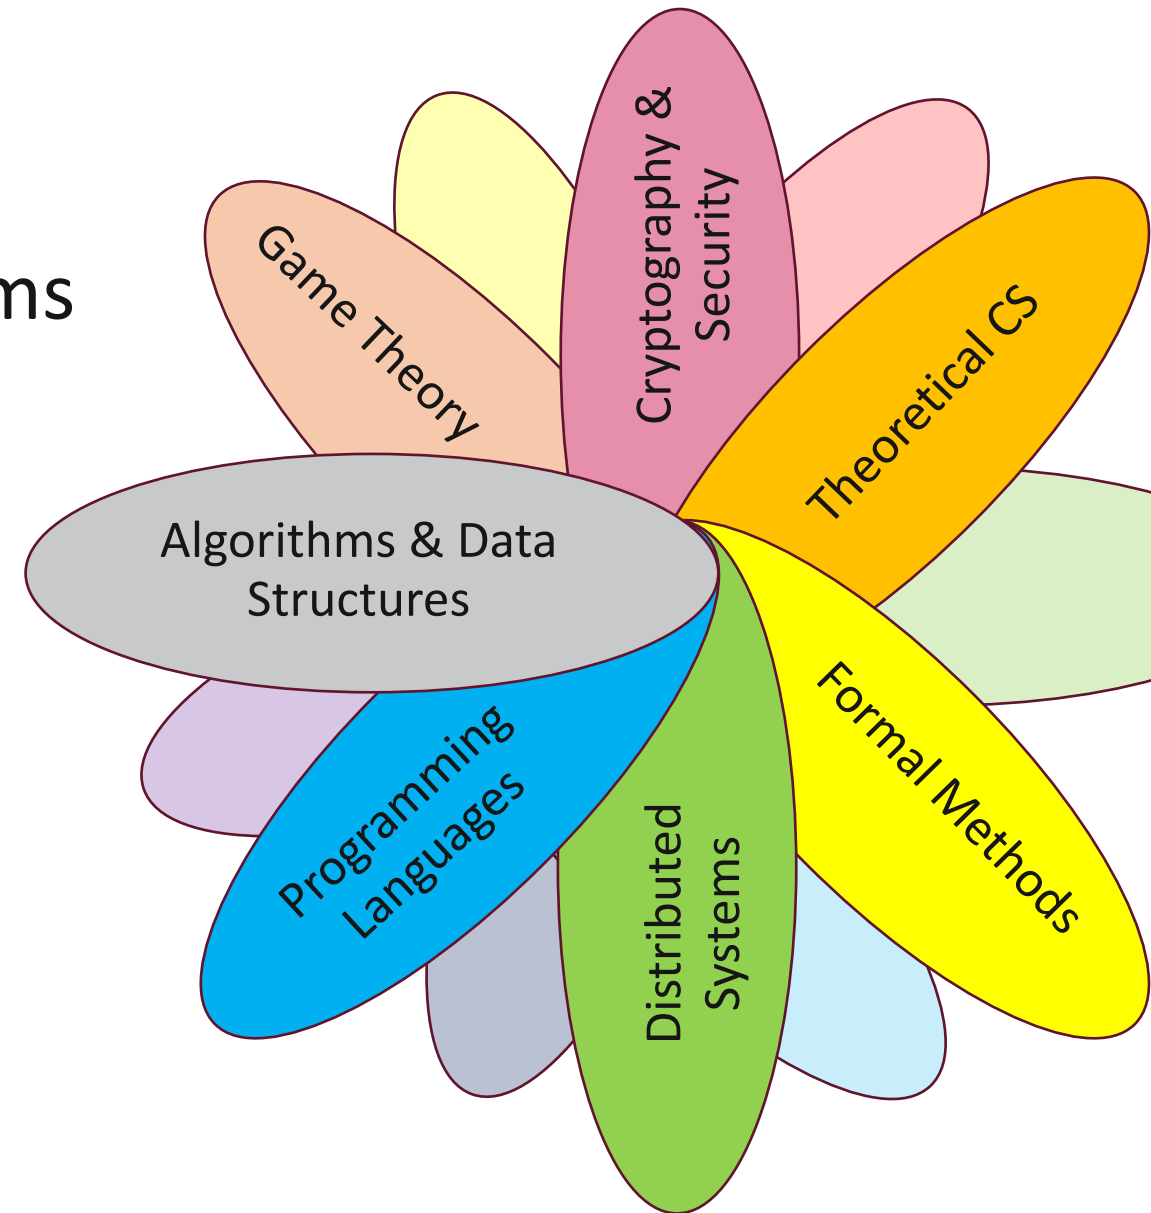 ms
Cryptography &
Security
Game Theory
Theoretical CS
Algorithms & Data
Structures
Formal Methods
Programming
Languages
Distributed
Systems